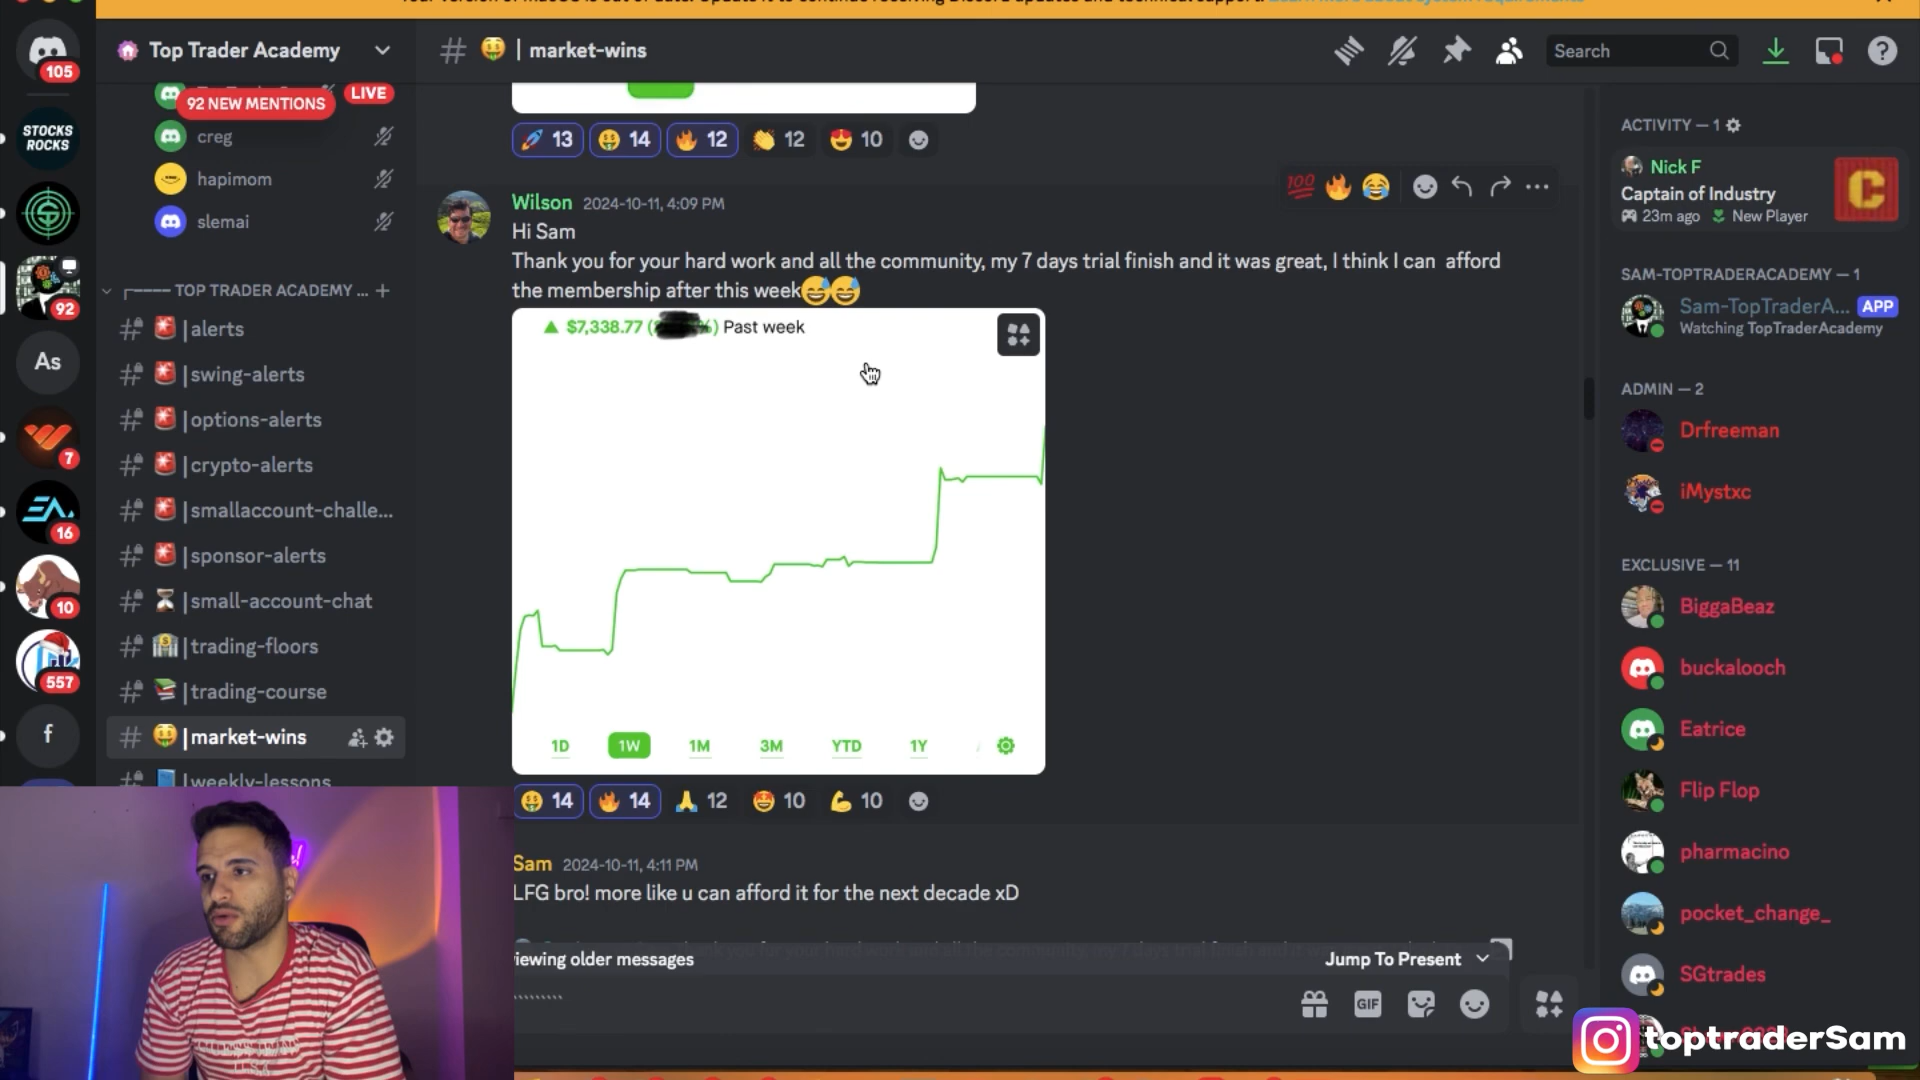 105
Top Trader Academy
| market-wins
Search
92 NEW MENTIONS
LIVE
creg
hapimom
slemai
STOCKS
ROCKS
92
As
7
16
10
557
f
TOP TRADER ACADEMY ...
| alerts
| swing-alerts
| options-alerts
| crypto-alerts
| smallaccount-challe...
| sponsor-alerts
| small-account-chat
| trading-floors
| trading-course
| market-wins
| weekly-lessons
13 14 12 12 10
Wilson 2024-10-11, 4:09 PM
Hi Sam
Thank you for your hard work and all the community, my 7 days trial finish and it was great, I think I can afford
the membership after this week
$7,338.77 ( %) Past week
1D 1W 1M 3M YTD 1Y
14 14 12 10 10
Sam 2024-10-11, 4:11 PM
LFG bro! more like u can afford it for the next decade xD
iewing older messages
Jump To Present
GIF
ACTIVITY — 1
Nick F
Captain of Industry
23m ago New Player
C
SAM-TOPTRADERACADEMY — 1
Sam-TopTraderA... APP
Watching TopTraderAcademy
ADMIN — 2
Drfreeman
iMystxc
EXCLUSIVE — 11
BiggaBeaz
buckalooch
Eatrice
Flip Flop
pharmacino
pocket_change_
SGtrades
toptraderSam